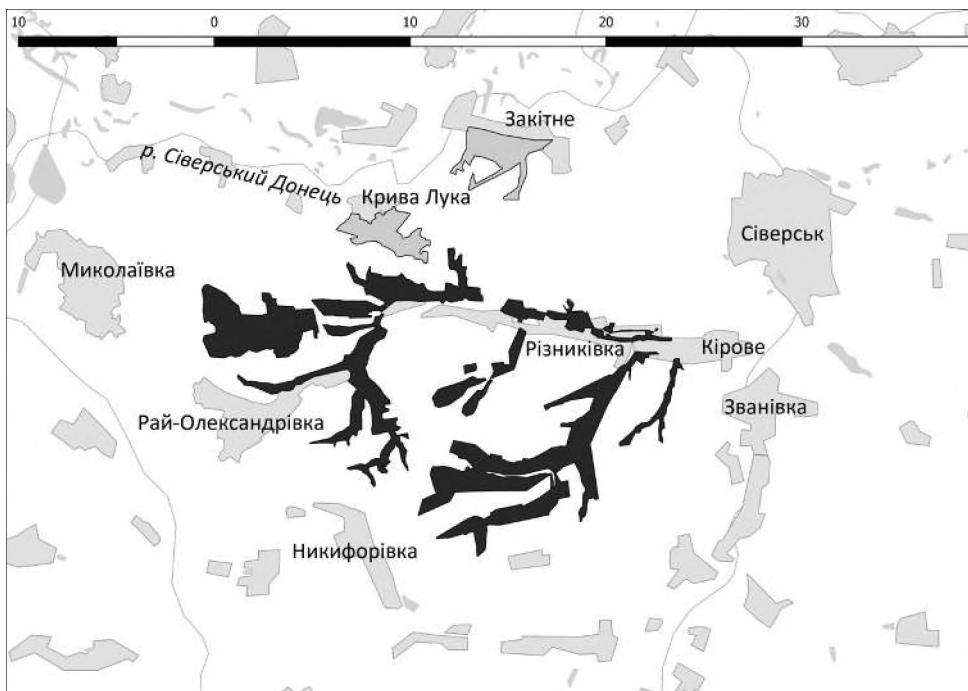 10 0 10 20 30
Закітне
р. Сіверський Донець
Крива Лука
Сіверськ
Миколаївка
Різниківка
Кірове
Званівка
Рай-Олександрівка
Никифорівка